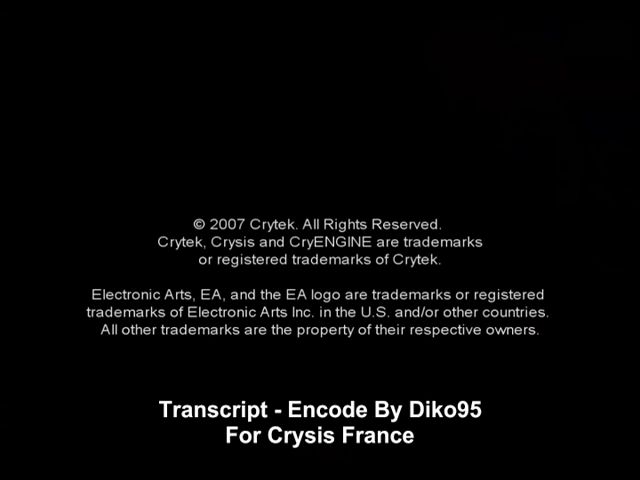 © 2007 Crytek. All Rights Reserved.
Crytek, Crysis and CryENGINE are trademarks
or registered trademarks of Crytek.
Electronic Arts, EA, and the EA logo are trademarks or registered
trademarks of Electronic Arts Inc. in the U.S. and/or other countries.
All other trademarks are the property of their respective owners.
Transcript - Encode By Diko95
For Crysis France